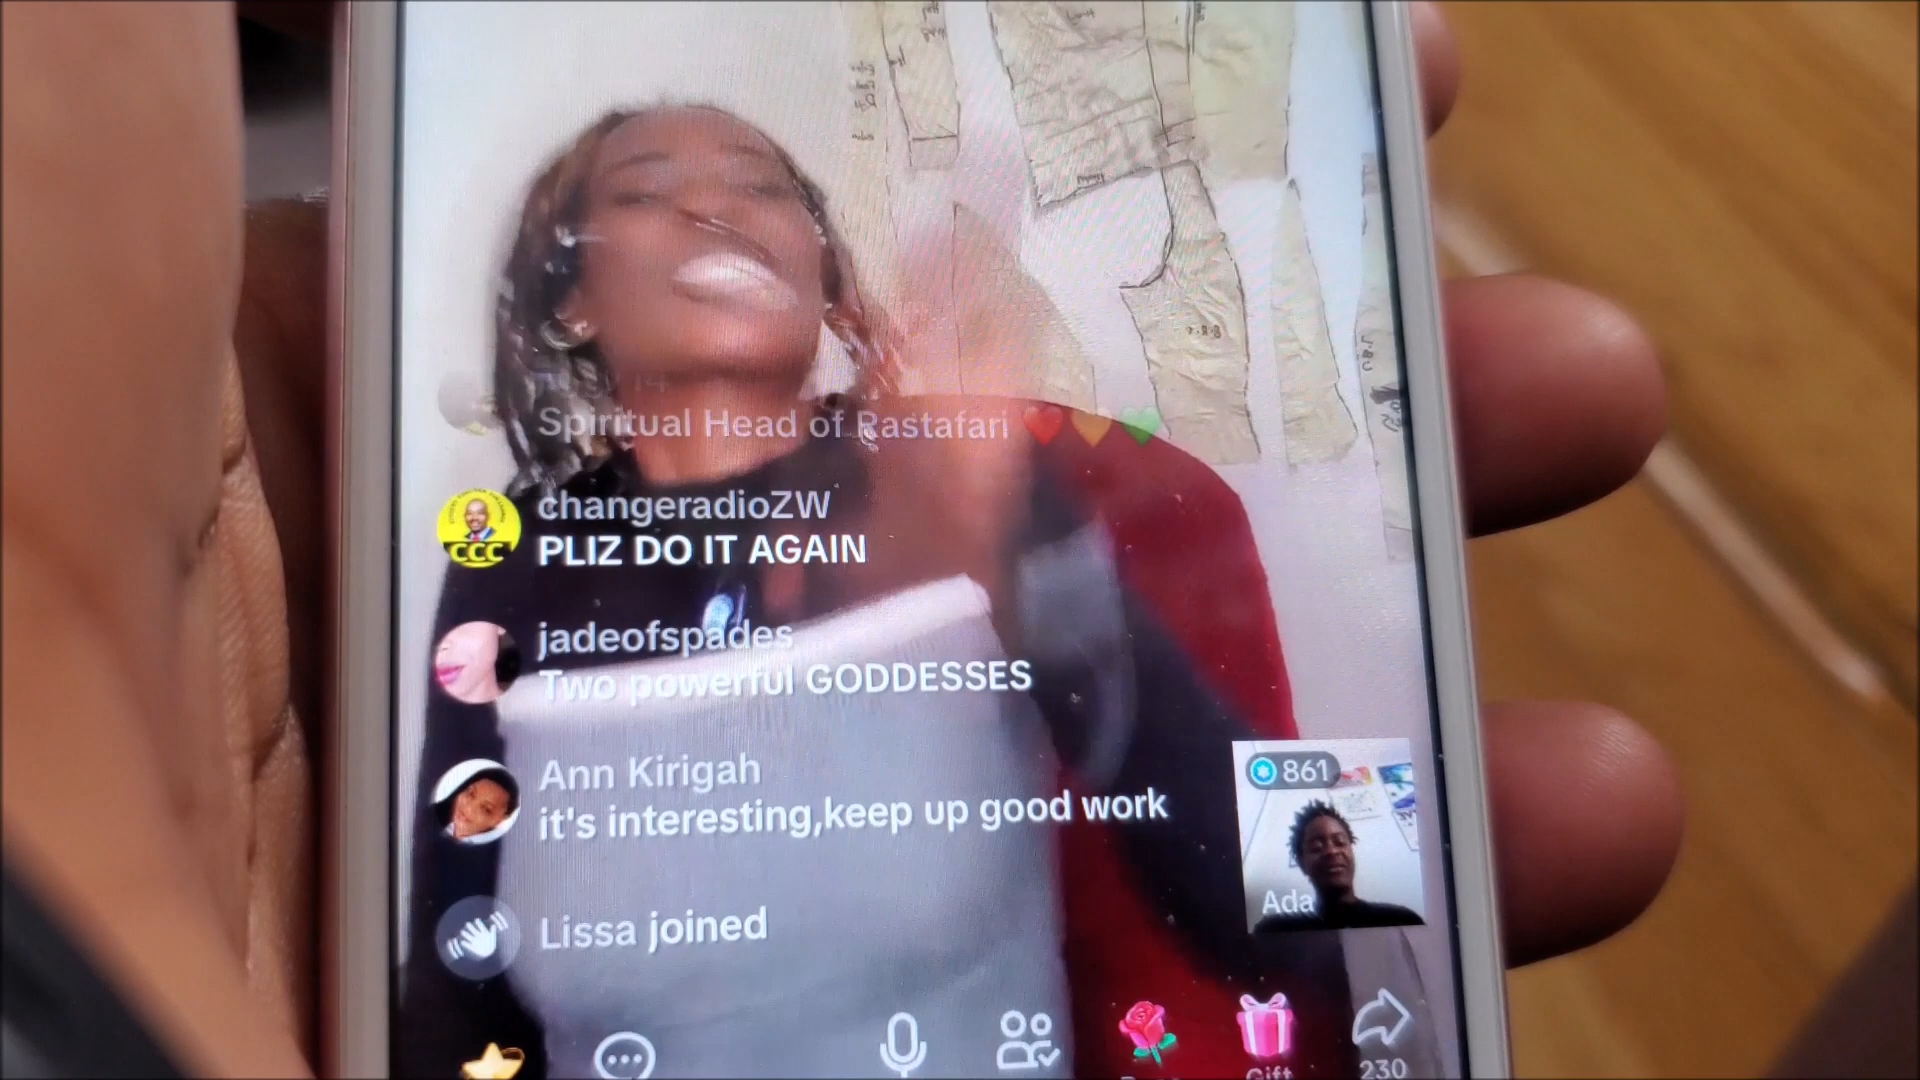 Spiritual Head of Rastafari
changeradioZW
PLIZ DO IT AGAIN
CCC
jadeofspades
Two powerful GODDESSES
Ann Kirigah
it's interesting,keep up good work
861
Ada
Lissa joined
Gift
230